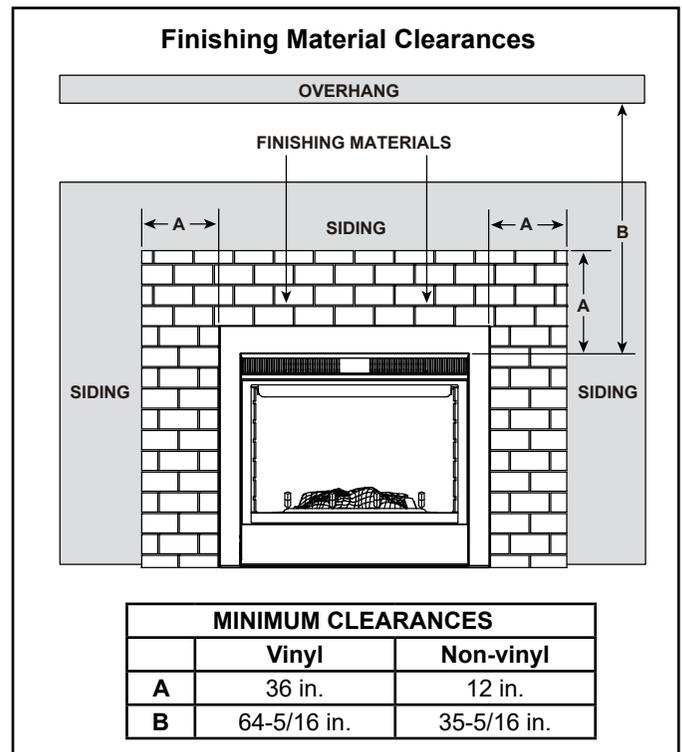 Finishing Material Clearances
OVERHANG
FINISHING MATERIALS
A
SIDING
A
B
A
SIDING
SIDING
MINIMUM CLEARANCES
Vinyl Non-vinyl
A 36 in. 12 in.
B 64-5/16 in. 35-5/16 in.